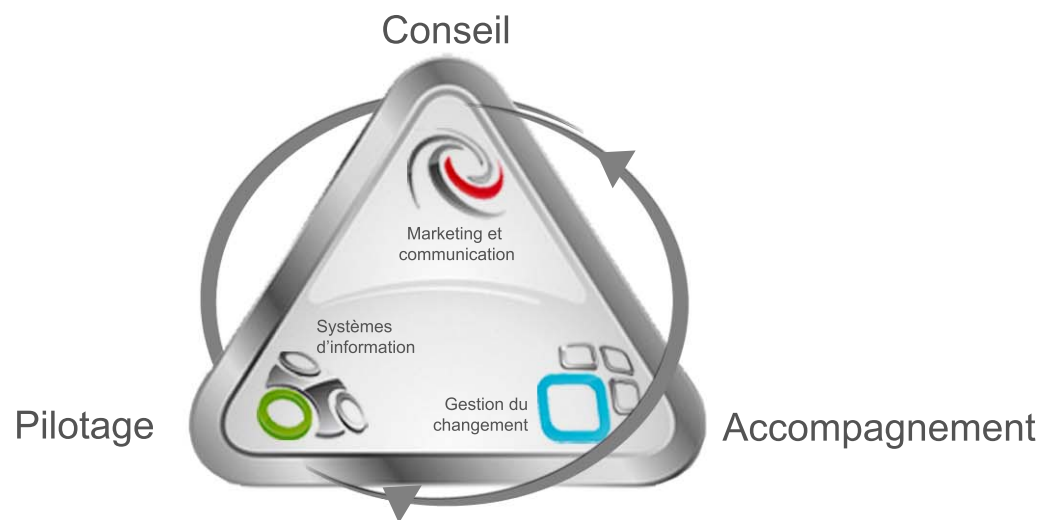 Conseil
Marketing et
communication
Systèmes
d’information
Gestion du
changement
Pilotage
Accompagnement